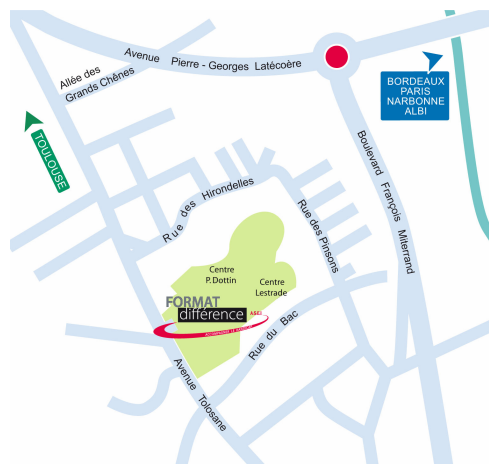 Avenue Pierre - Georges Latécoère
Allée des
Grands Chênes
BORDEAUX
PARIS
NARBONNE
ALBI
TOULOUSE
Boulevard François Miterrand
Rue des Hirondelles
Rue des Pinsons
Centre
P. Dottin
Centre
Lestrade
FORMAT
différence
ASEI
Rue du Bac
Avenue Tolosane